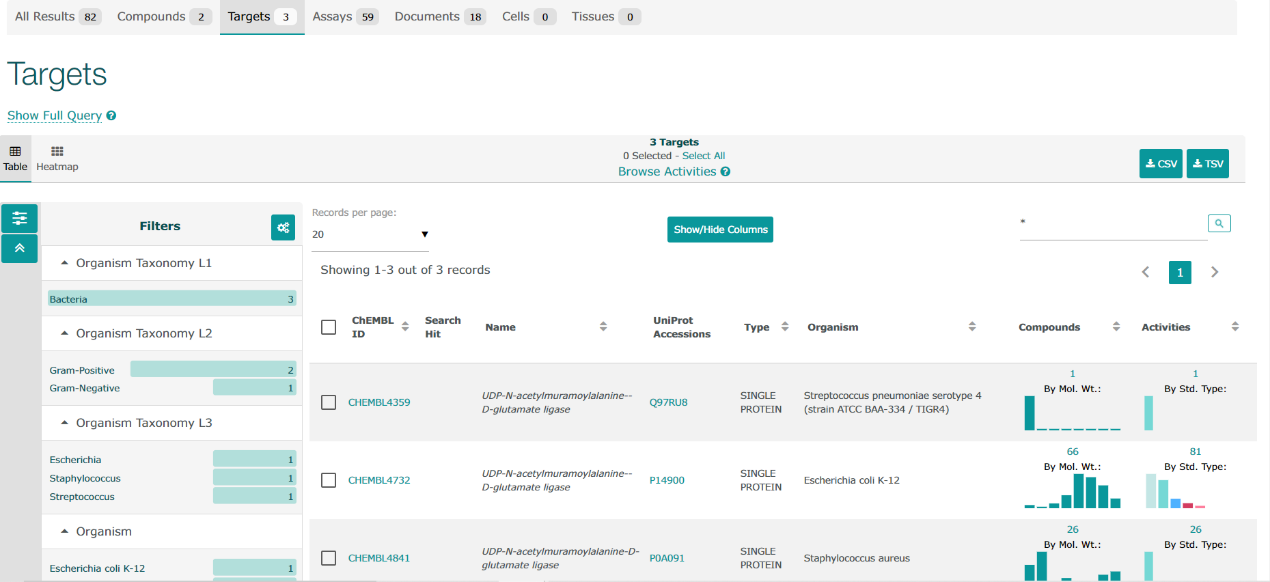 All Results 82 Compounds 2 Targets 3 Assays 59 Documents 18 Cells 0 Tissues 0
Targets
Show Full Query ?
3 Targets
0 Selected - Select All
Browse Activities ?
Table Heatmap
CSV TSV
Filters
Organism Taxonomy L1
Bacteria 3
Organism Taxonomy L2
Gram-Positive 2
Gram-Negative 1
Organism Taxonomy L3
Escherichia 1
Staphylococcus 1
Streptococcus 1
Organism
Escherichia coli K-12 1
Records per page:
20
Show/Hide Columns
*
Showing 1-3 out of 3 records
1
ChEMBL ID
Search Hit
Name
UniProt Accessions
Type
Organism
Compounds
Activities
CHEMBL4359
UDP-N-acetylmuramoylalanine--
D-glutamate ligase
Q97RU8
SINGLE
PROTEIN
Streptococcus pneumoniae serotype 4
(strain ATCC BAA-334 / TIGR4)
1
By Mol. Wt.:
1
By Std. Type:
CHEMBL4732
UDP-N-acetylmuramoylalanine--
D-glutamate ligase
P14900
SINGLE
PROTEIN
Escherichia coli K-12
66
By Mol. Wt.:
81
By Std. Type:
CHEMBL4841
UDP-N-acetylmuramoylalanine-D-
glutamate ligase
P0A091
SINGLE
PROTEIN
Staphylococcus aureus
26
By Mol. Wt.:
26
By Std. Type: